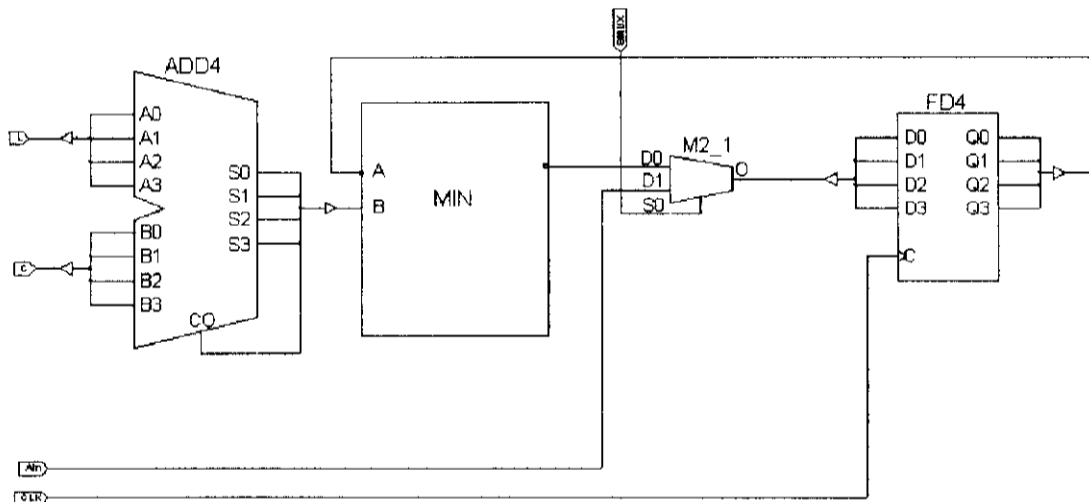 ADD4
L
A0
A1
A2
A3
B0
B1
B2
B3
C
S0
S1
S2
S3
CO
A
B
MIN
M2_1
D0
D1
S0
O
FD4
D0
D1
D2
D3
Q0
Q1
Q2
Q3
C
Ain
CLK